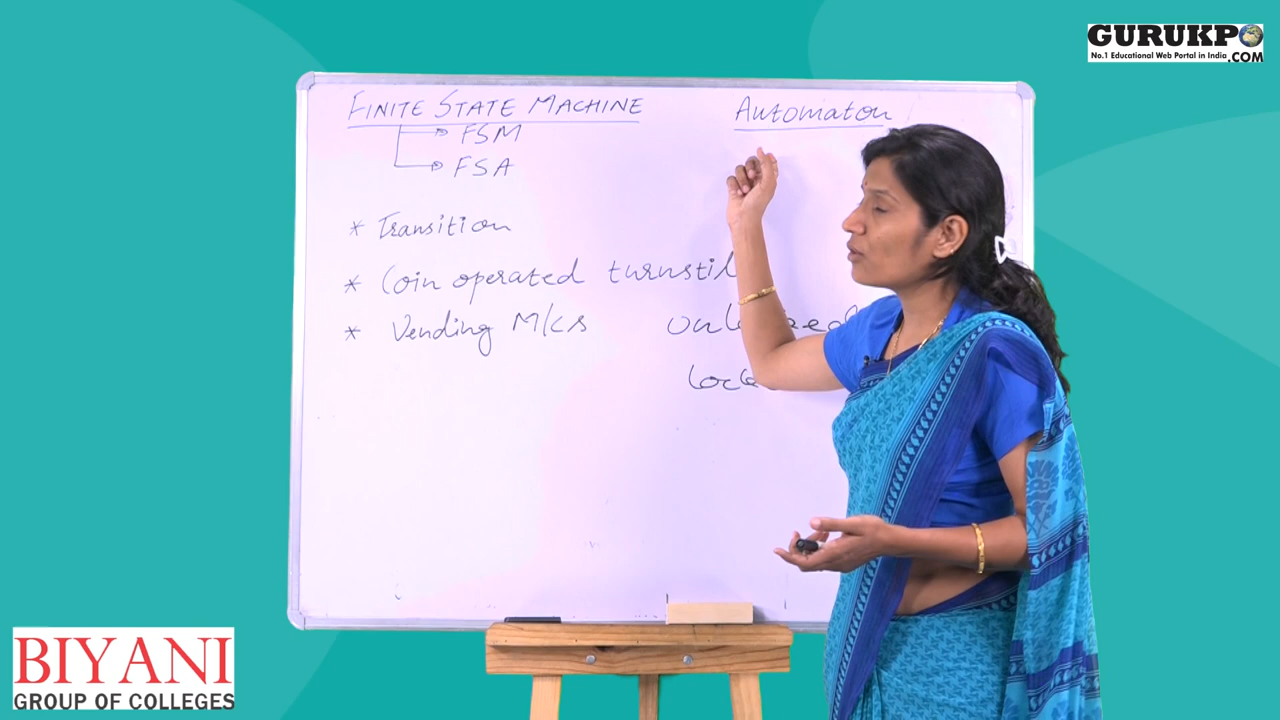 GURUKPO
No.1 Educational Web Portal in India .COM
FINITE STATE MACHINE
Automaton
FSM
FSA
* Transition
* Coin operated
* Vending M/cs
BIYANI
GROUP OF COLLEGES